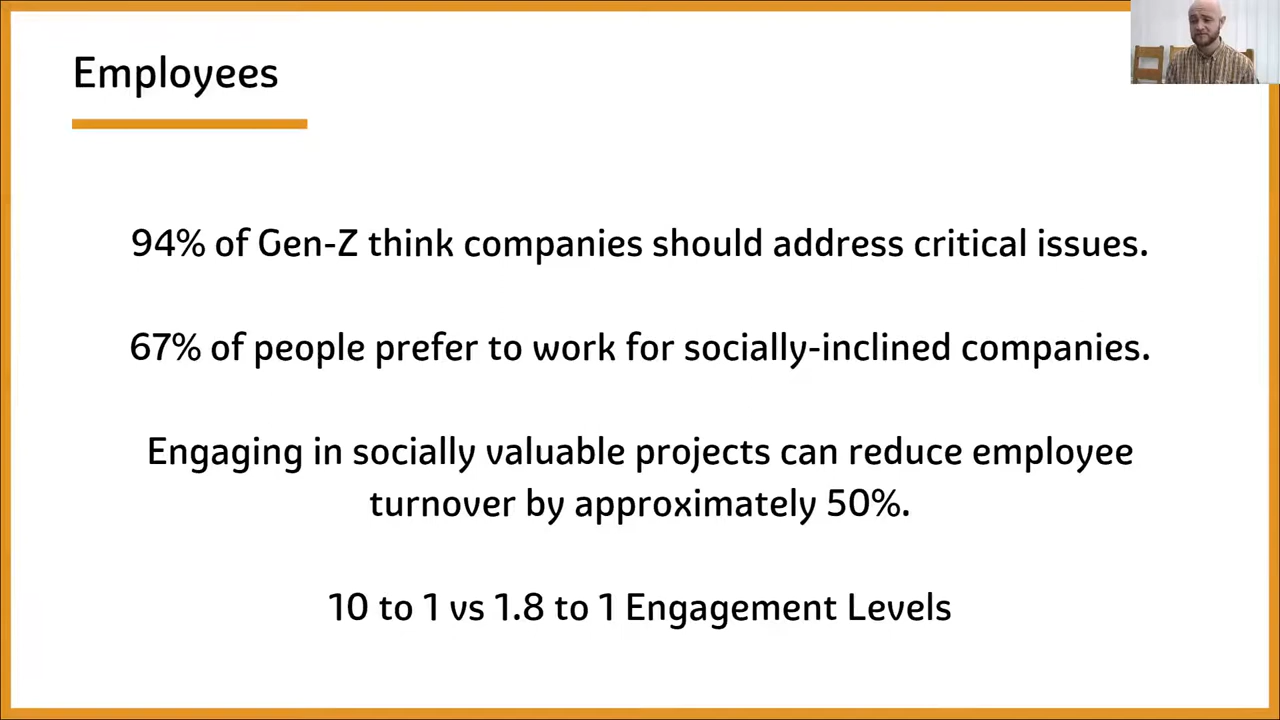 Employees
94% of Gen-Z think companies should address critical issues.
67% of people prefer to work for socially-inclined companies.
Engaging in socially valuable projects can reduce employee
turnover by approximately 50%.
10 to 1 vs 1.8 to 1 Engagement Levels